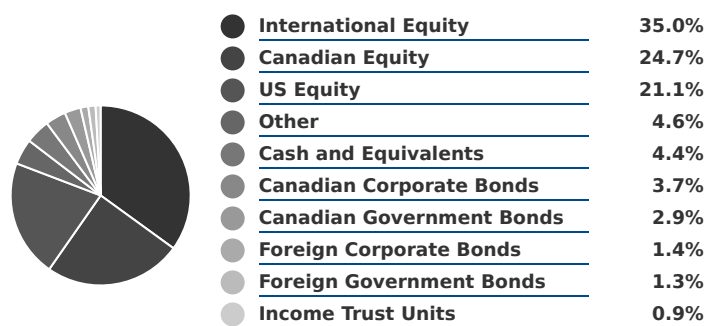 International Equity 35.0%
Canadian Equity 24.7%
US Equity 21.1%
Other 4.6%
Cash and Equivalents 4.4%
Canadian Corporate Bonds 3.7%
Canadian Government Bonds 2.9%
Foreign Corporate Bonds 1.4%
Foreign Government Bonds 1.3%
Income Trust Units 0.9%